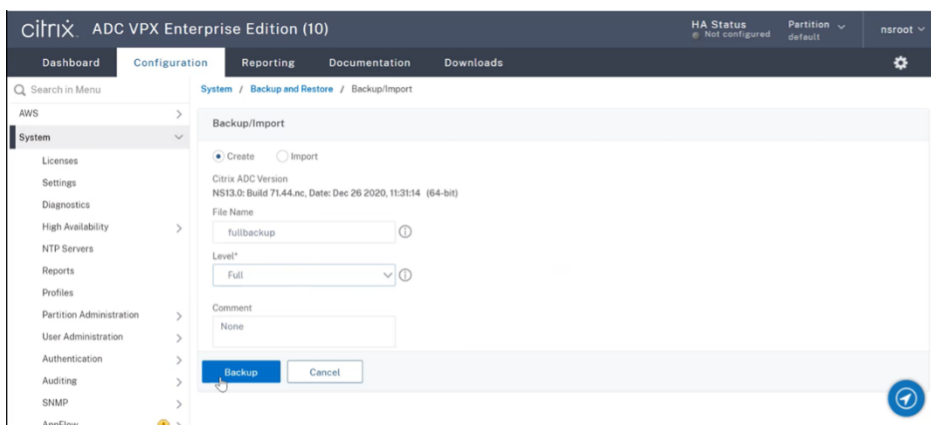 citrix. ADC VPX Enterprise Edition (10)
HA Status
Not configured
Partition
default
nsroot
Dashboard Configuration Reporting Documentation Downloads
Search in Menu
System / Backup and Restore / Backup/Import
AWS
System
Licenses
Settings
Diagnostics
High Availability
NTP Servers
Reports
Profiles
Partition Administration
User Administration
Authentication
Auditing
SNMP
AppFlow
Backup/Import
Create Import
Citrix ADC Version
NS13.0: Build 71.44.nc, Date: Dec 26 2020, 11:31:14 (64-bit)
File Name
fullbackup
Level*
Full
Comment
None
Backup Cancel